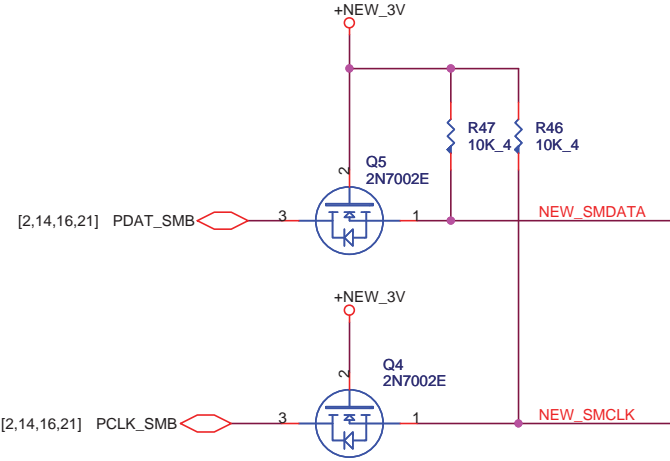 +NEW_3V
R47
10K_4
R46
10K_4
Q5
2N7002E
2
[2,14,16,21] PDAT_SMB
3
1
NEW_SMDATA
+NEW_3V
Q4
2N7002E
2
[2,14,16,21] PCLK_SMB
3
1
NEW_SMCLK